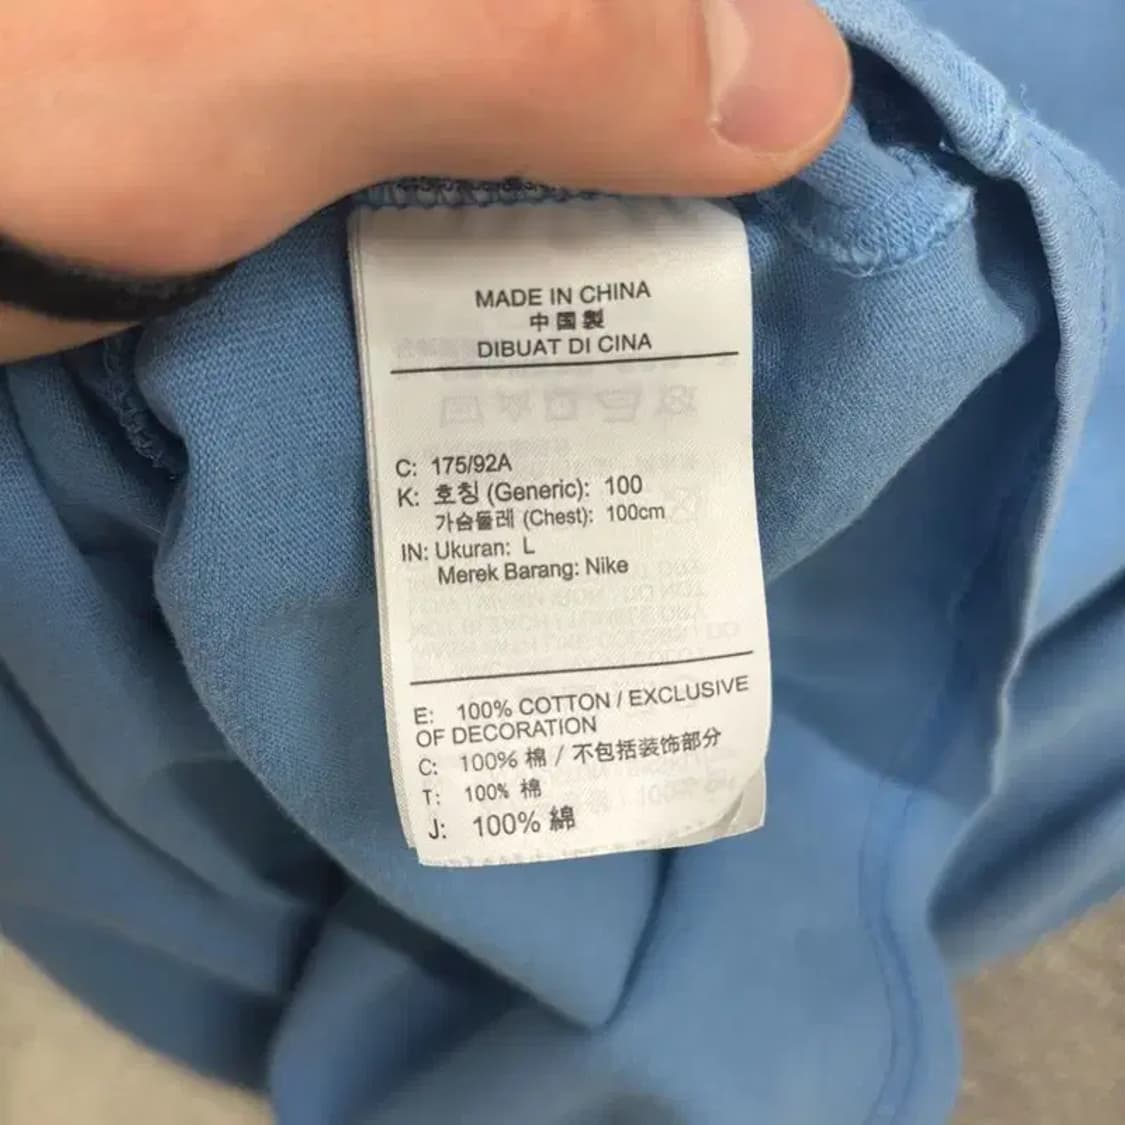 MADE IN CHINA
中国製
DIBUAT DI CINA
C: 175/92A
K: 호칭 (Generic): 100
가슴둘레 (Chest): 100cm
IN: Ukuran: L
Merek Barang: Nike
E: 100% COTTON / EXCLUSIVE
OF DECORATION
C: 100% 棉 / 不包括装饰部分
T: 100% 棉
J: 100% 綿